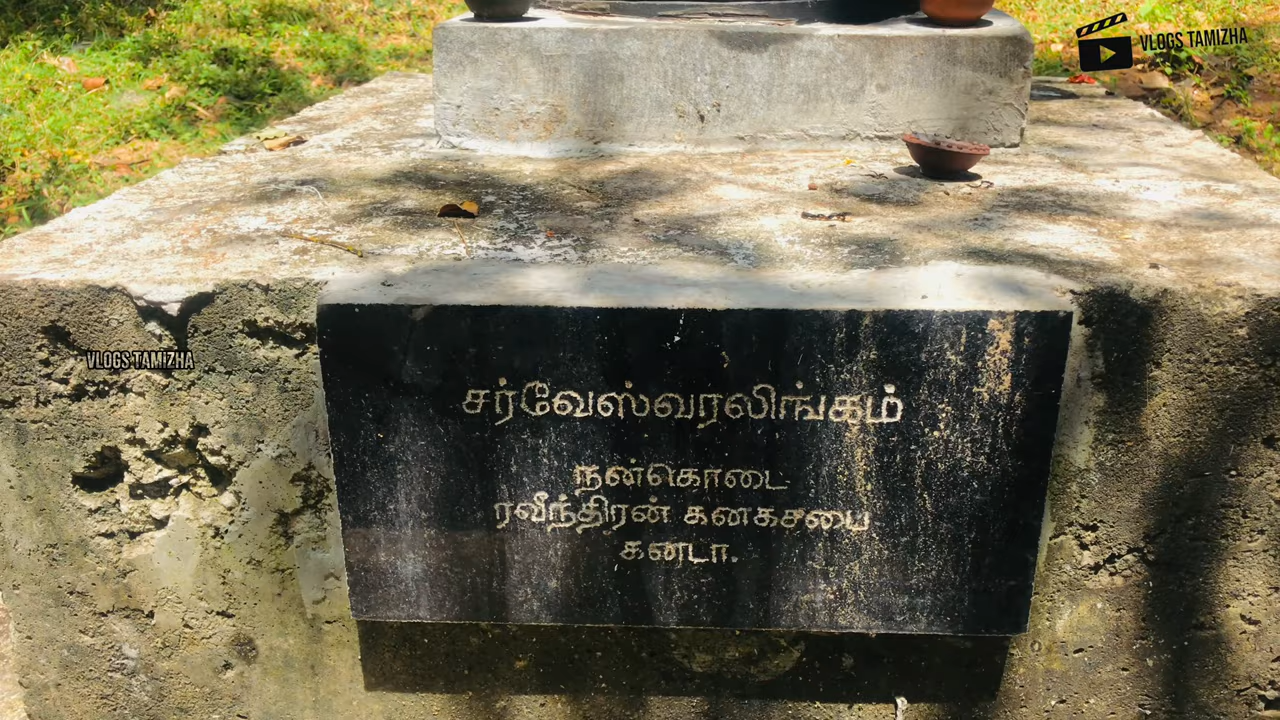 VLOGS TAMIZHA
VLOGS TAMIZHA
சர்வேஸ்வரலிங்கம்
நன்கொடை
ரவீந்திரன் கனகசபை
கனடா.